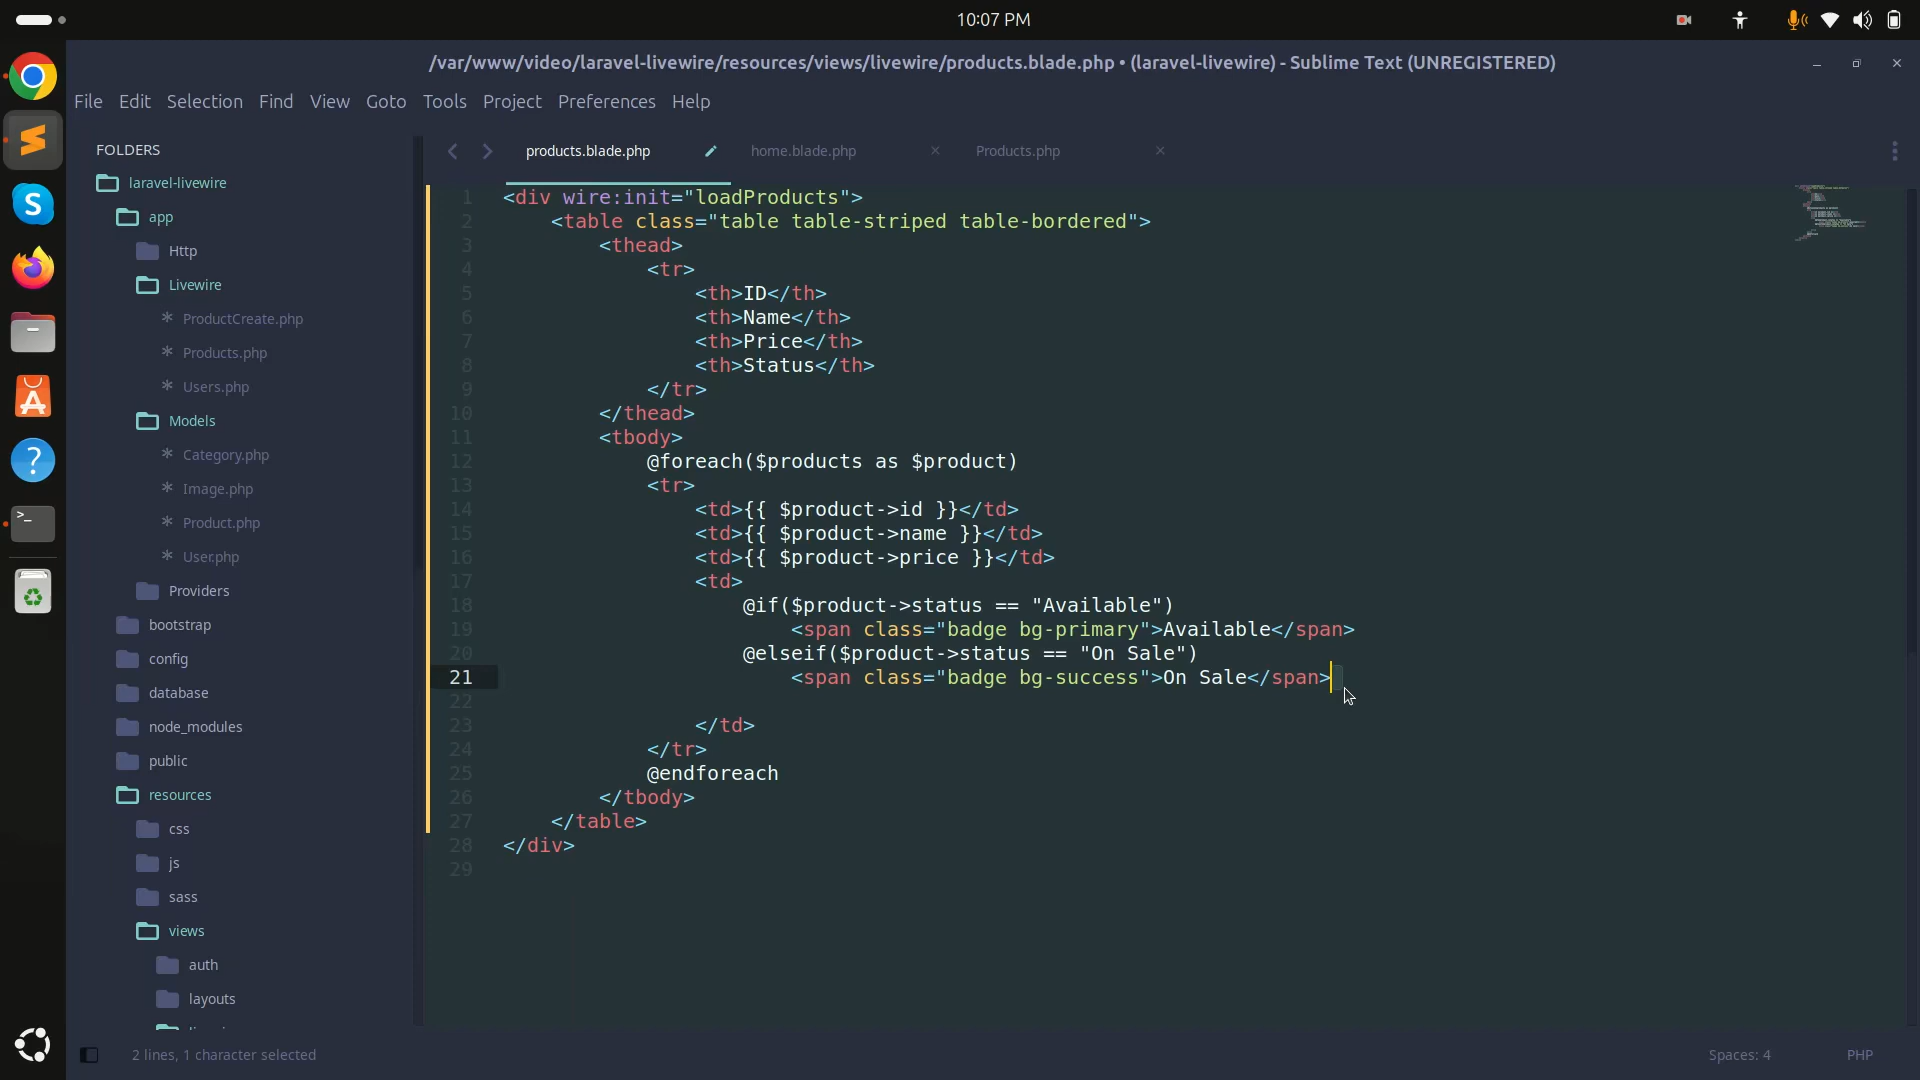 10:07 PM
/var/www/video/laravel-livewire/resources/views/livewire/products.blade.php • (laravel-livewire) - Sublime Text (UNREGISTERED)
File Edit Selection Find View Goto Tools Project Preferences Help
FOLDERS
laravel-livewire
app
Http
Livewire
ProductCreate.php
Products.php
Users.php
Models
Category.php
Image.php
Product.php
User.php
Providers
bootstrap
config
database
node_modules
public
resources
css
js
sass
views
auth
layouts
products.blade.php home.blade.php Products.php
1 <div wire:init="loadProducts">
2 <table class="table table-striped table-bordered">
3 <thead>
4 <tr>
5 <th>ID</th>
6 <th>Name</th>
7 <th>Price</th>
8 <th>Status</th>
9 </tr>
10 </thead>
11 <tbody>
12 @foreach($products as $product)
13 <tr>
14 <td>{{ $product->id }}</td>
15 <td>{{ $product->name }}</td>
16 <td>{{ $product->price }}</td>
17 <td>
18 @if($product->status == "Available")
19 <span class="badge bg-primary">Available</span>
20 @elseif($product->status == "On Sale")
21 <span class="badge bg-success">On Sale</span>
22
23 </td>
24 </tr>
25 @endforeach
26 </tbody>
27 </table>
28 </div>
29
2 lines, 1 character selected
Spaces: 4 PHP